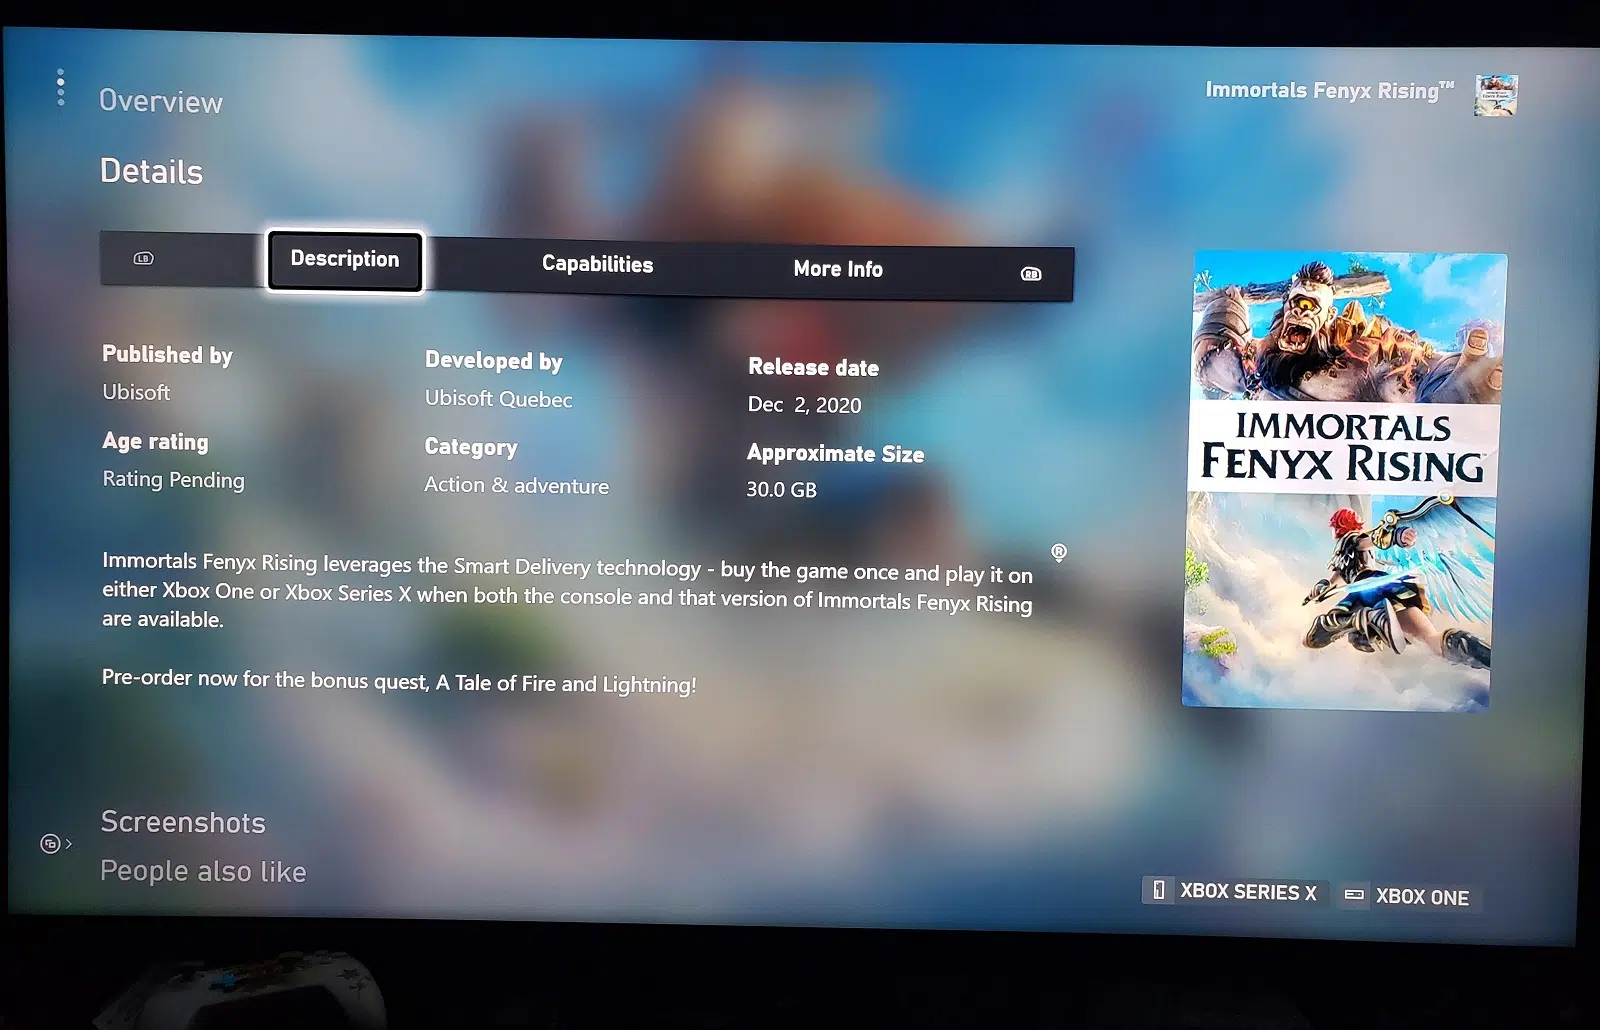 Overview
Immortals Fenyx Rising™
Details
LB
Description
Capabilities
More Info
RB
Published by
Ubisoft
Developed by
Ubisoft Quebec
Release date
Dec 2, 2020
Age rating
Rating Pending
Category
Action & adventure
Approximate Size
30.0 GB
IMMORTALS
FENYX RISING
Immortals Fenyx Rising leverages the Smart Delivery technology - buy the game once and play it on
either Xbox One or Xbox Series X when both the console and that version of Immortals Fenyx Rising
are available.
R
Pre-order now for the bonus quest, A Tale of Fire and Lightning!
Screenshots
People also like
XBOX SERIES X
XBOX ONE